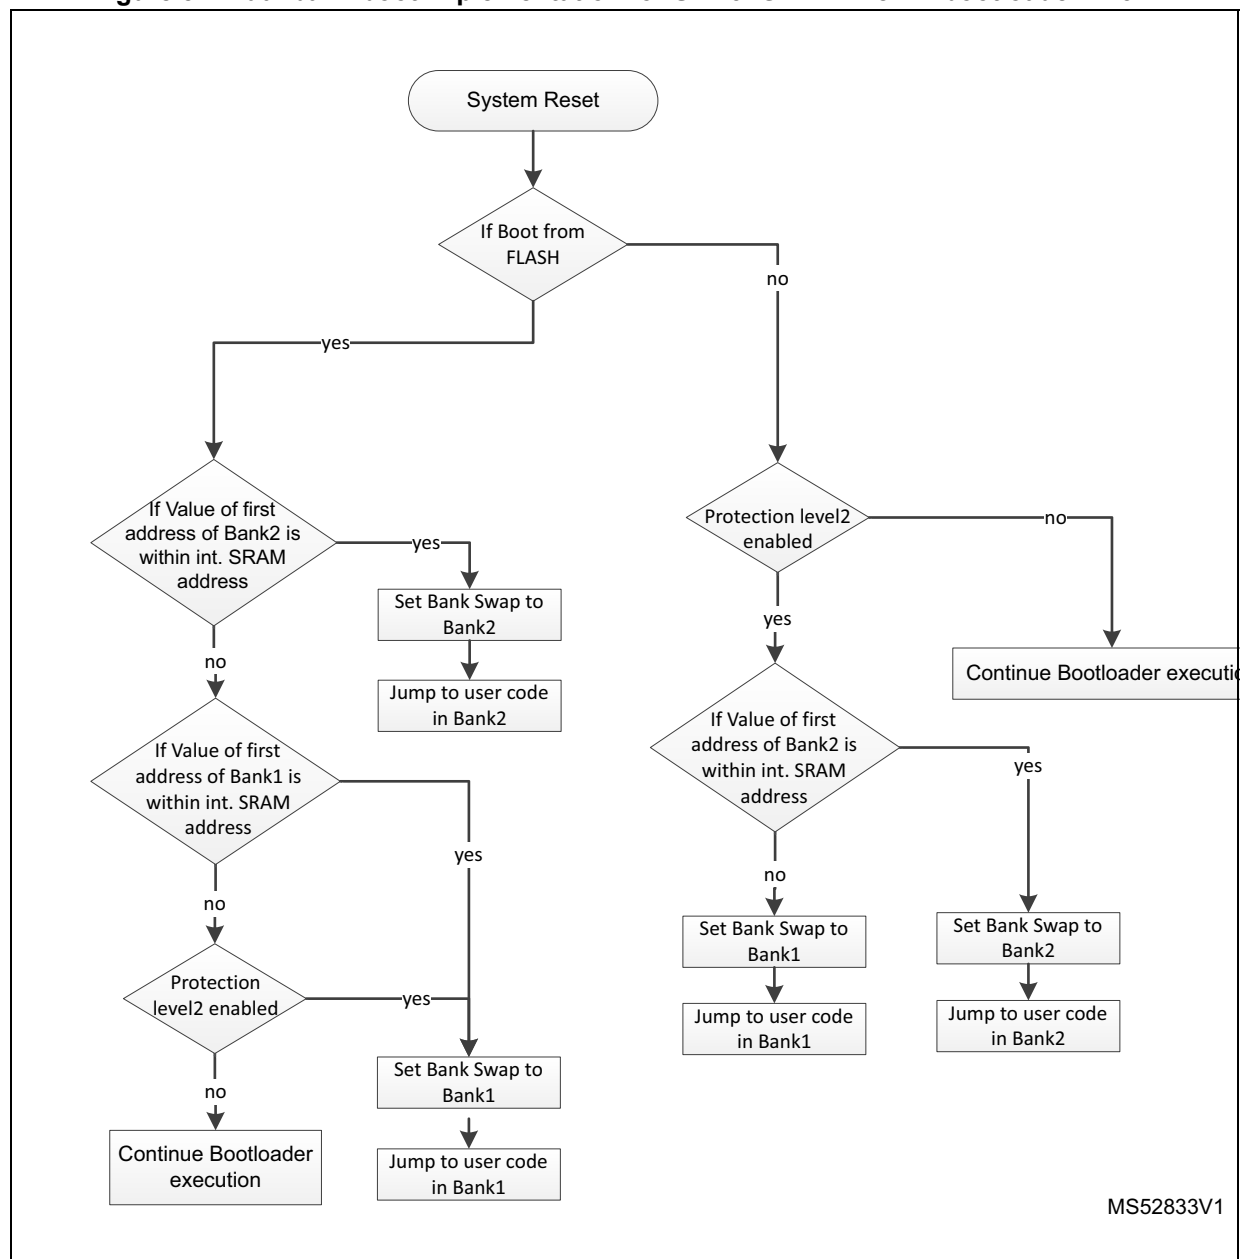 System Reset
If Boot from
FLASH
no
yes
If Value of first
address of Bank2 is
within int. SRAM
address
yes
Set Bank Swap to
Bank2
Jump to user code
in Bank2
no
If Value of first
address of Bank1 is
within int. SRAM
address
yes
no
Protection
level2 enabled
yes
Set Bank Swap to
Bank1
Jump to user code
in Bank1
no
Continue Bootloader
execution
Protection level2
enabled
no
Continue Bootloader
yes
If Value of first
address of Bank2 is
within int. SRAM
address
yes
no
Set Bank Swap to
Bank1
Jump to user code
in Bank1
Set Bank Swap to
Bank2
Jump to user code
in Bank2
MS52833V1